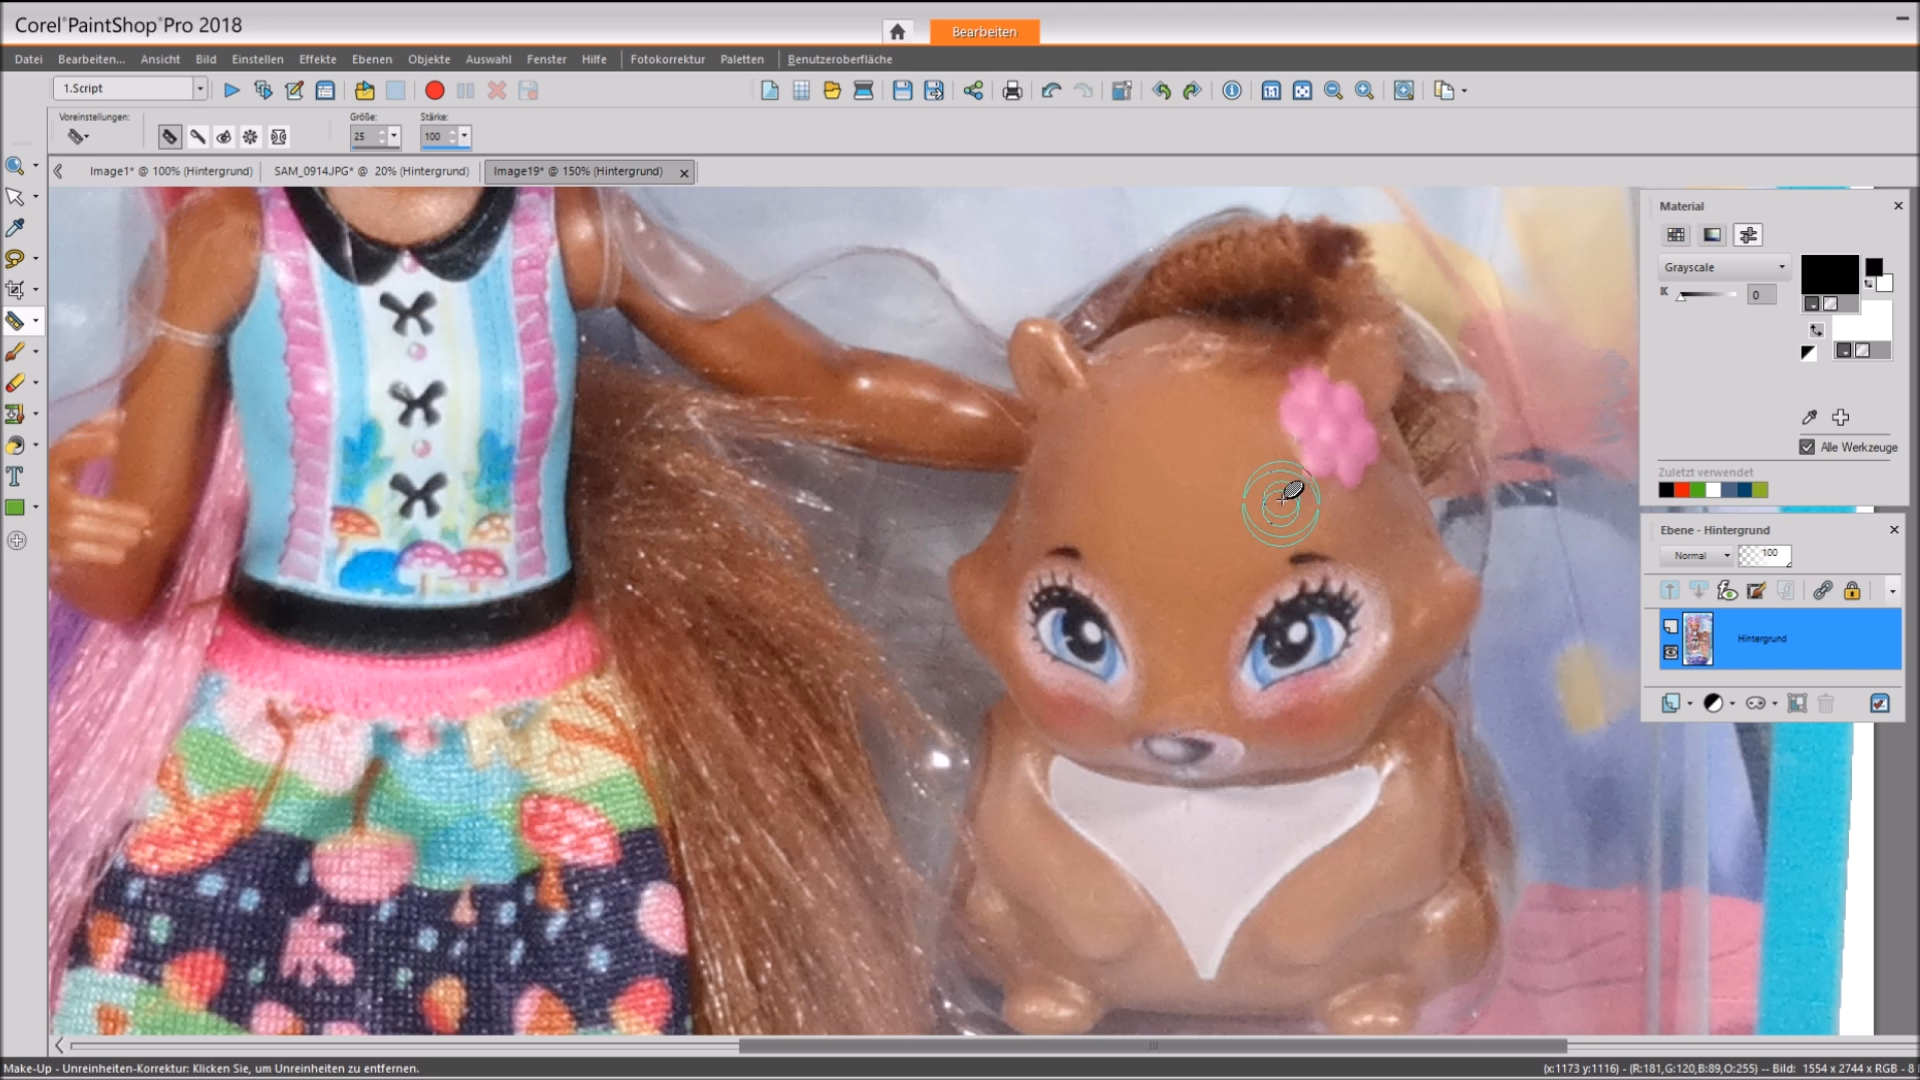 Corel®PaintShop®Pro 2018
Bearbeiten
Datei Bearbeiten... Ansicht Bild Einstellen Effekte Ebenen Objekte Auswahl Fenster Hilfe Fotokorrektur Paletten Benutzeroberfläche
1.Script
Voreinstellungen: Größe: Stärke:
25 100
Image1* @ 100% (Hintergrund) SAM_0914.JPG* @ 20% (Hintergrund) Image19* @ 150% (Hintergrund)
Material
Grayscale
K 0
Alle Werkzeuge
Zuletzt verwendet
Ebene - Hintergrund
Normal 100
Hintergrund
Make-Up - Unreinheiten-Korrektur: Klicken Sie, um Unreinheiten zu entfernen.
(x:1173 y:1116) - (R:181,G:120,B:89,O:255) -- Bild: 1554 x 2744 x RGB - 8